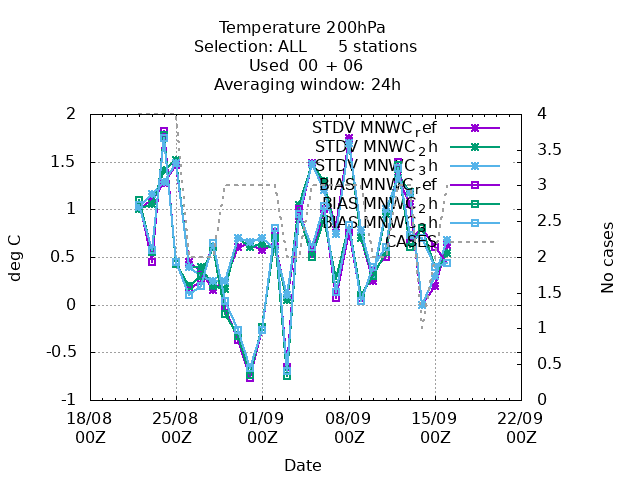 Temperature 200hPa
Selection: ALL 5 stations
Used 00 + 06
Averaging window: 24h
2 4
STDV MNWC_ref
STDV MNWC_2h
STDV MNWC_3h
BIAS MNWC_ref
BIAS MNWC_2h
BIAS MNWC_3h
CASES
1.5
1
0.5
0
-0.5
-1
3.5
3
2.5
2
1.5
1
0.5
0
deg C
No cases
18/08 25/08 01/09 08/09 15/09 22/09
00Z 00Z 00Z 00Z 00Z 00Z
Date